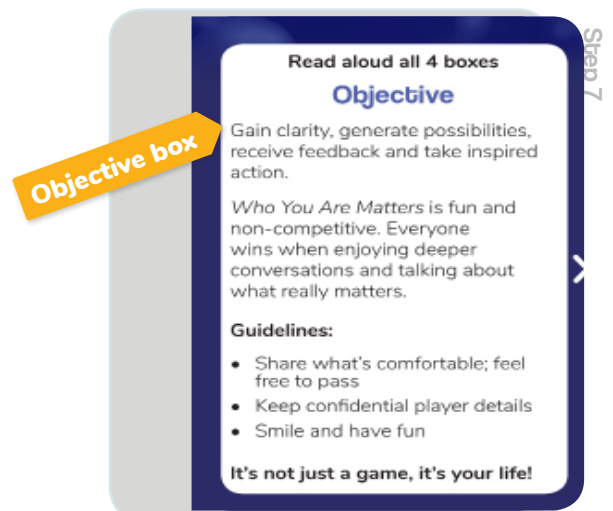 Read aloud all 4 boxes
Objective
Objective box
Gain clarity, generate possibilities,
receive feedback and take inspired
action.
Who You Are Matters is fun and
non-competitive. Everyone
wins when enjoying deeper
conversations and talking about
what really matters.
Guidelines:
• Share what's comfortable; feel
free to pass
• Keep confidential player details
• Smile and have fun
It's not just a game, it's your life!
Step 7